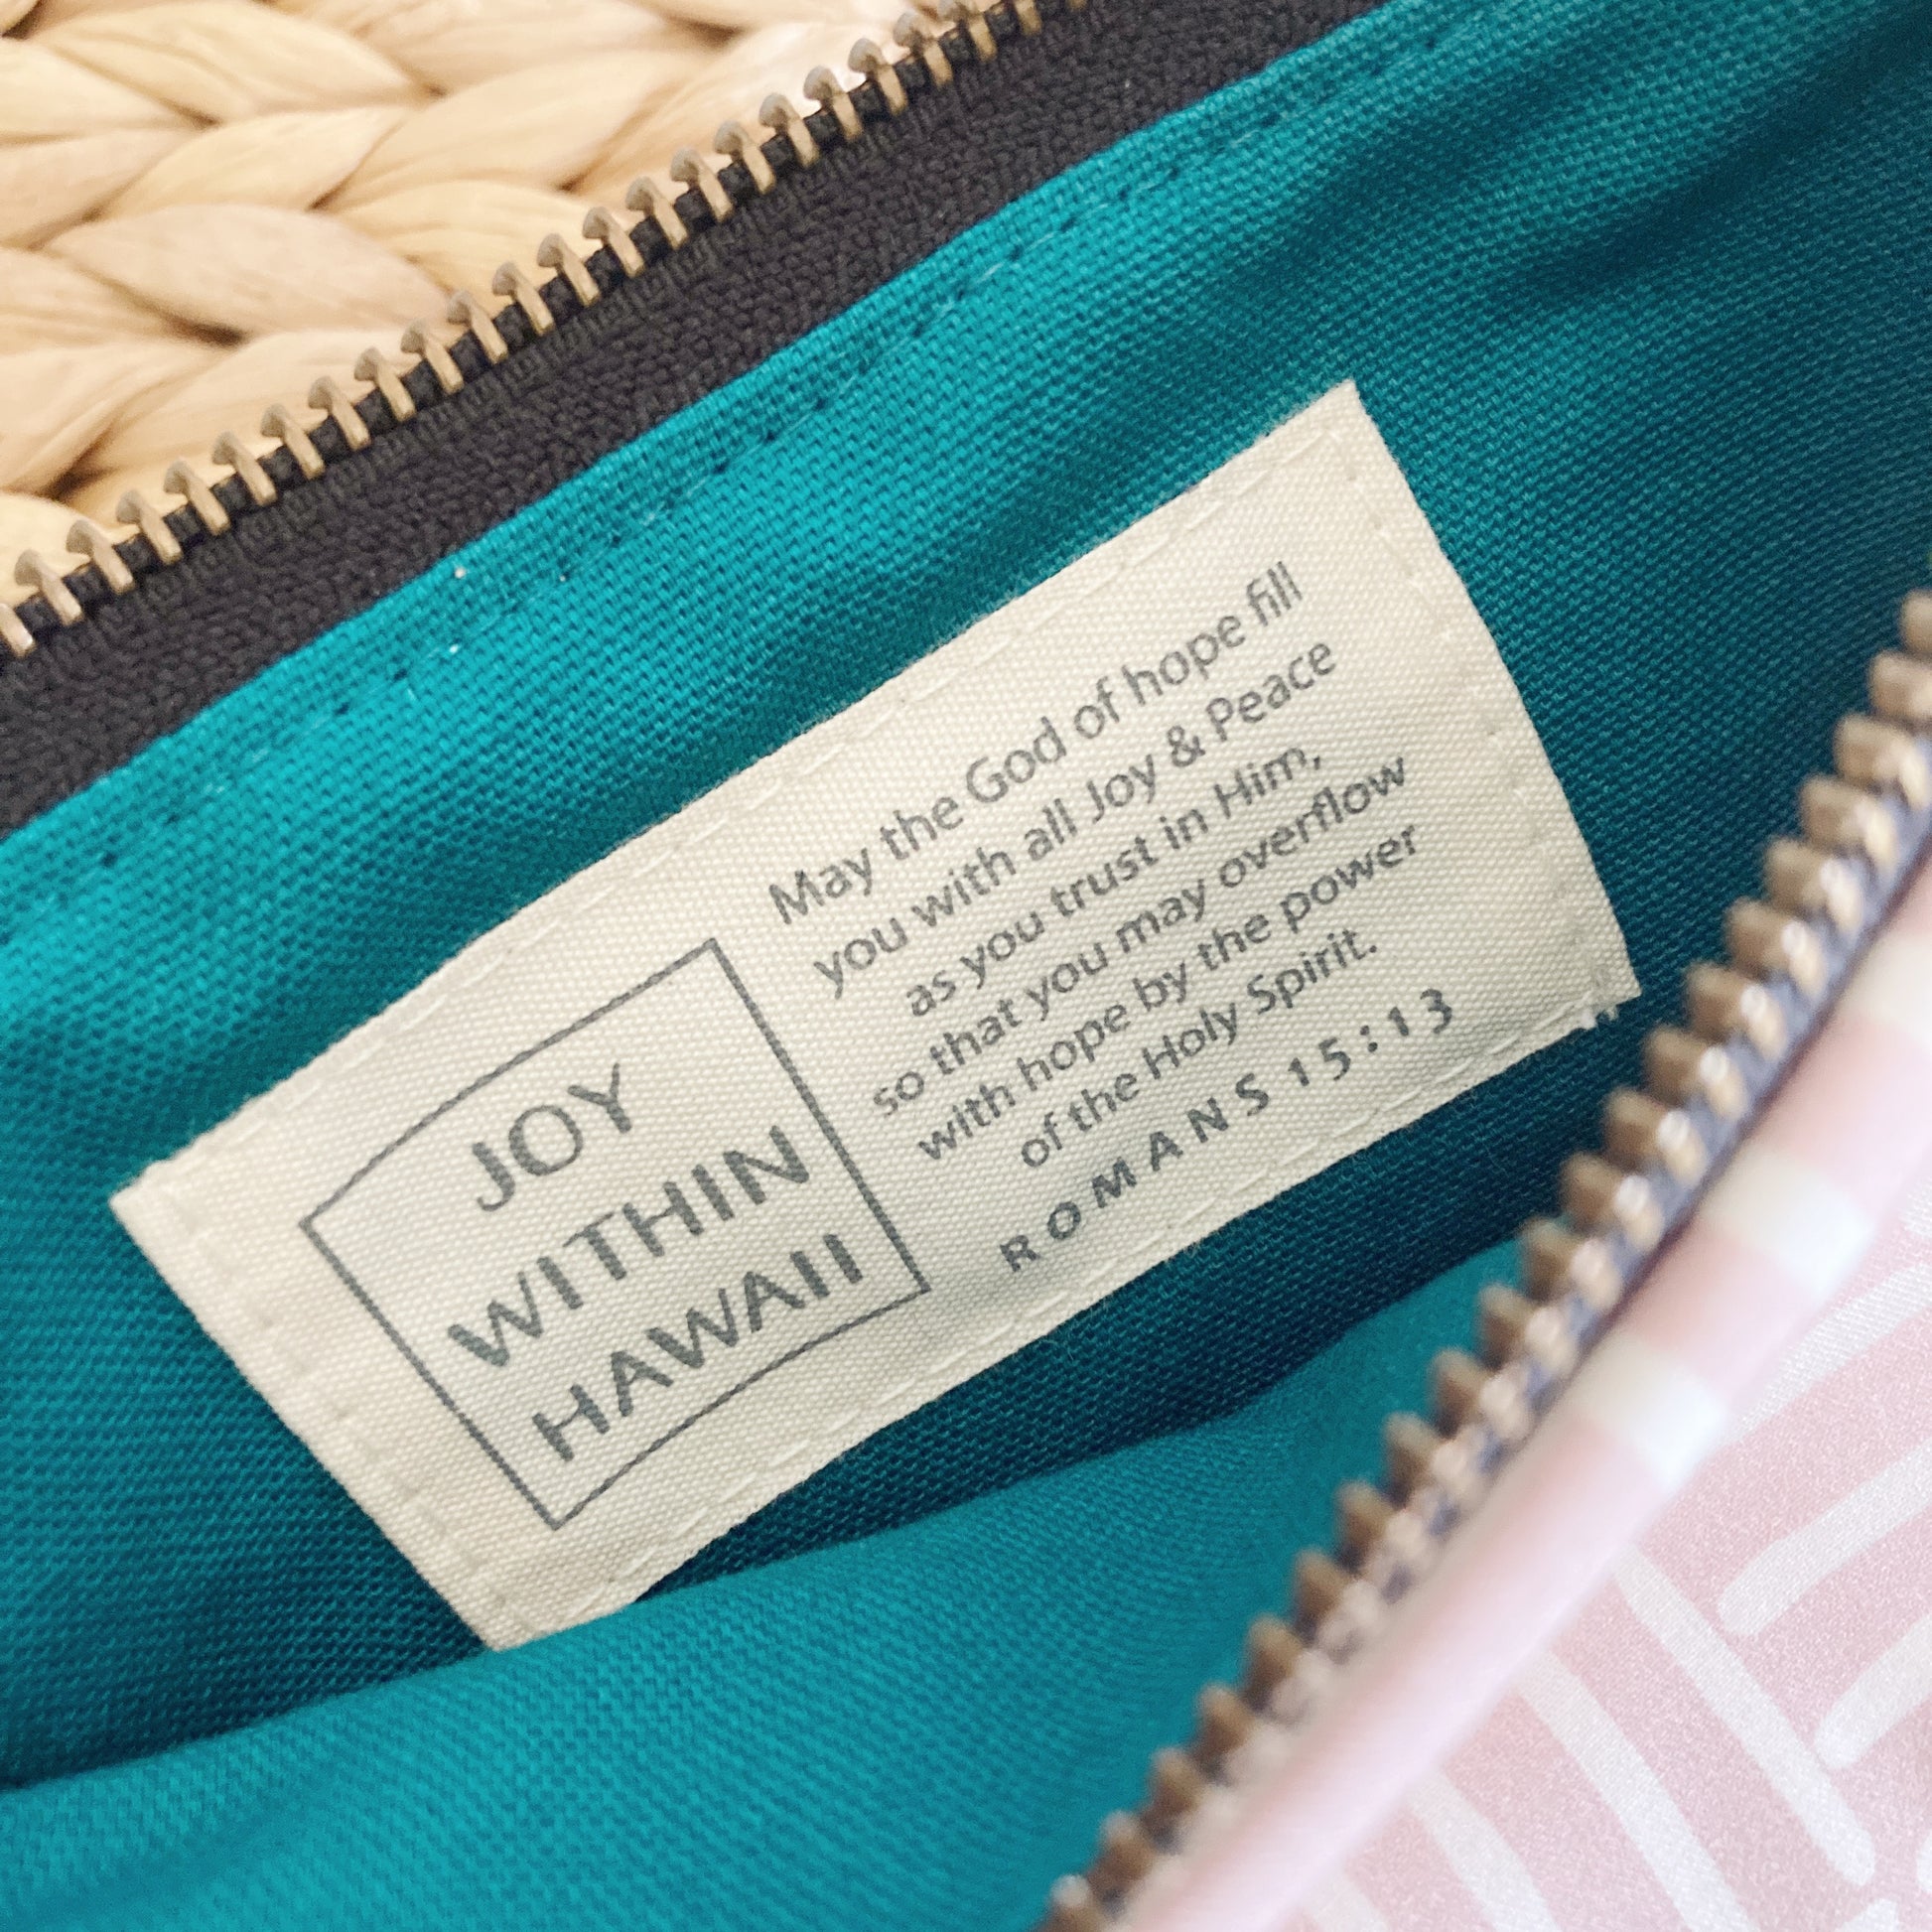 JOY
WITHIN
HAWAII
May the God of hope fill
you with all Joy & Peace
as you trust in Him,
so that you may overflow
with hope by the power
of the Holy Spirit.
ROMANS 15:13